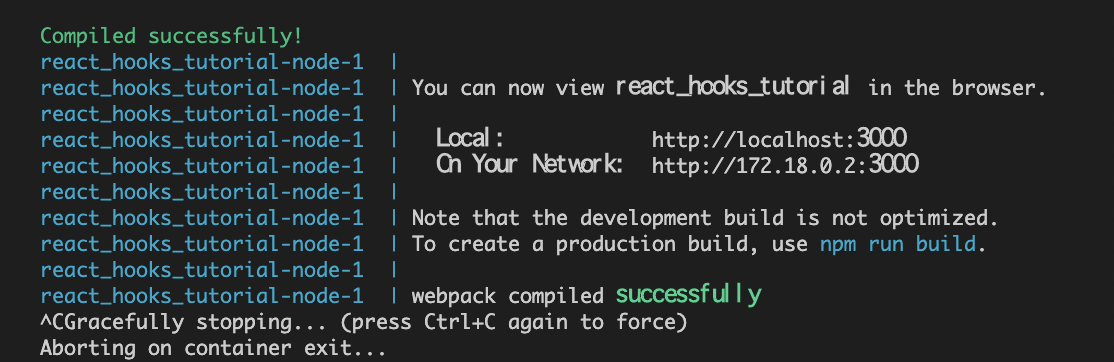 Compiled successfully!
react_hooks_tutorial-node-1  |
react_hooks_tutorial-node-1  | You can now view react_hooks_tutorial in the browser.
react_hooks_tutorial-node-1  |
react_hooks_tutorial-node-1  |   Local:            http://localhost:3000
react_hooks_tutorial-node-1  |   On Your Network:  http://172.18.0.2:3000
react_hooks_tutorial-node-1  |
react_hooks_tutorial-node-1  | Note that the development build is not optimized.
react_hooks_tutorial-node-1  | To create a production build, use npm run build.
react_hooks_tutorial-node-1  |
react_hooks_tutorial-node-1  | webpack compiled successfully
^CGracefully stopping... (press Ctrl+C again to force)
Aborting on container exit...